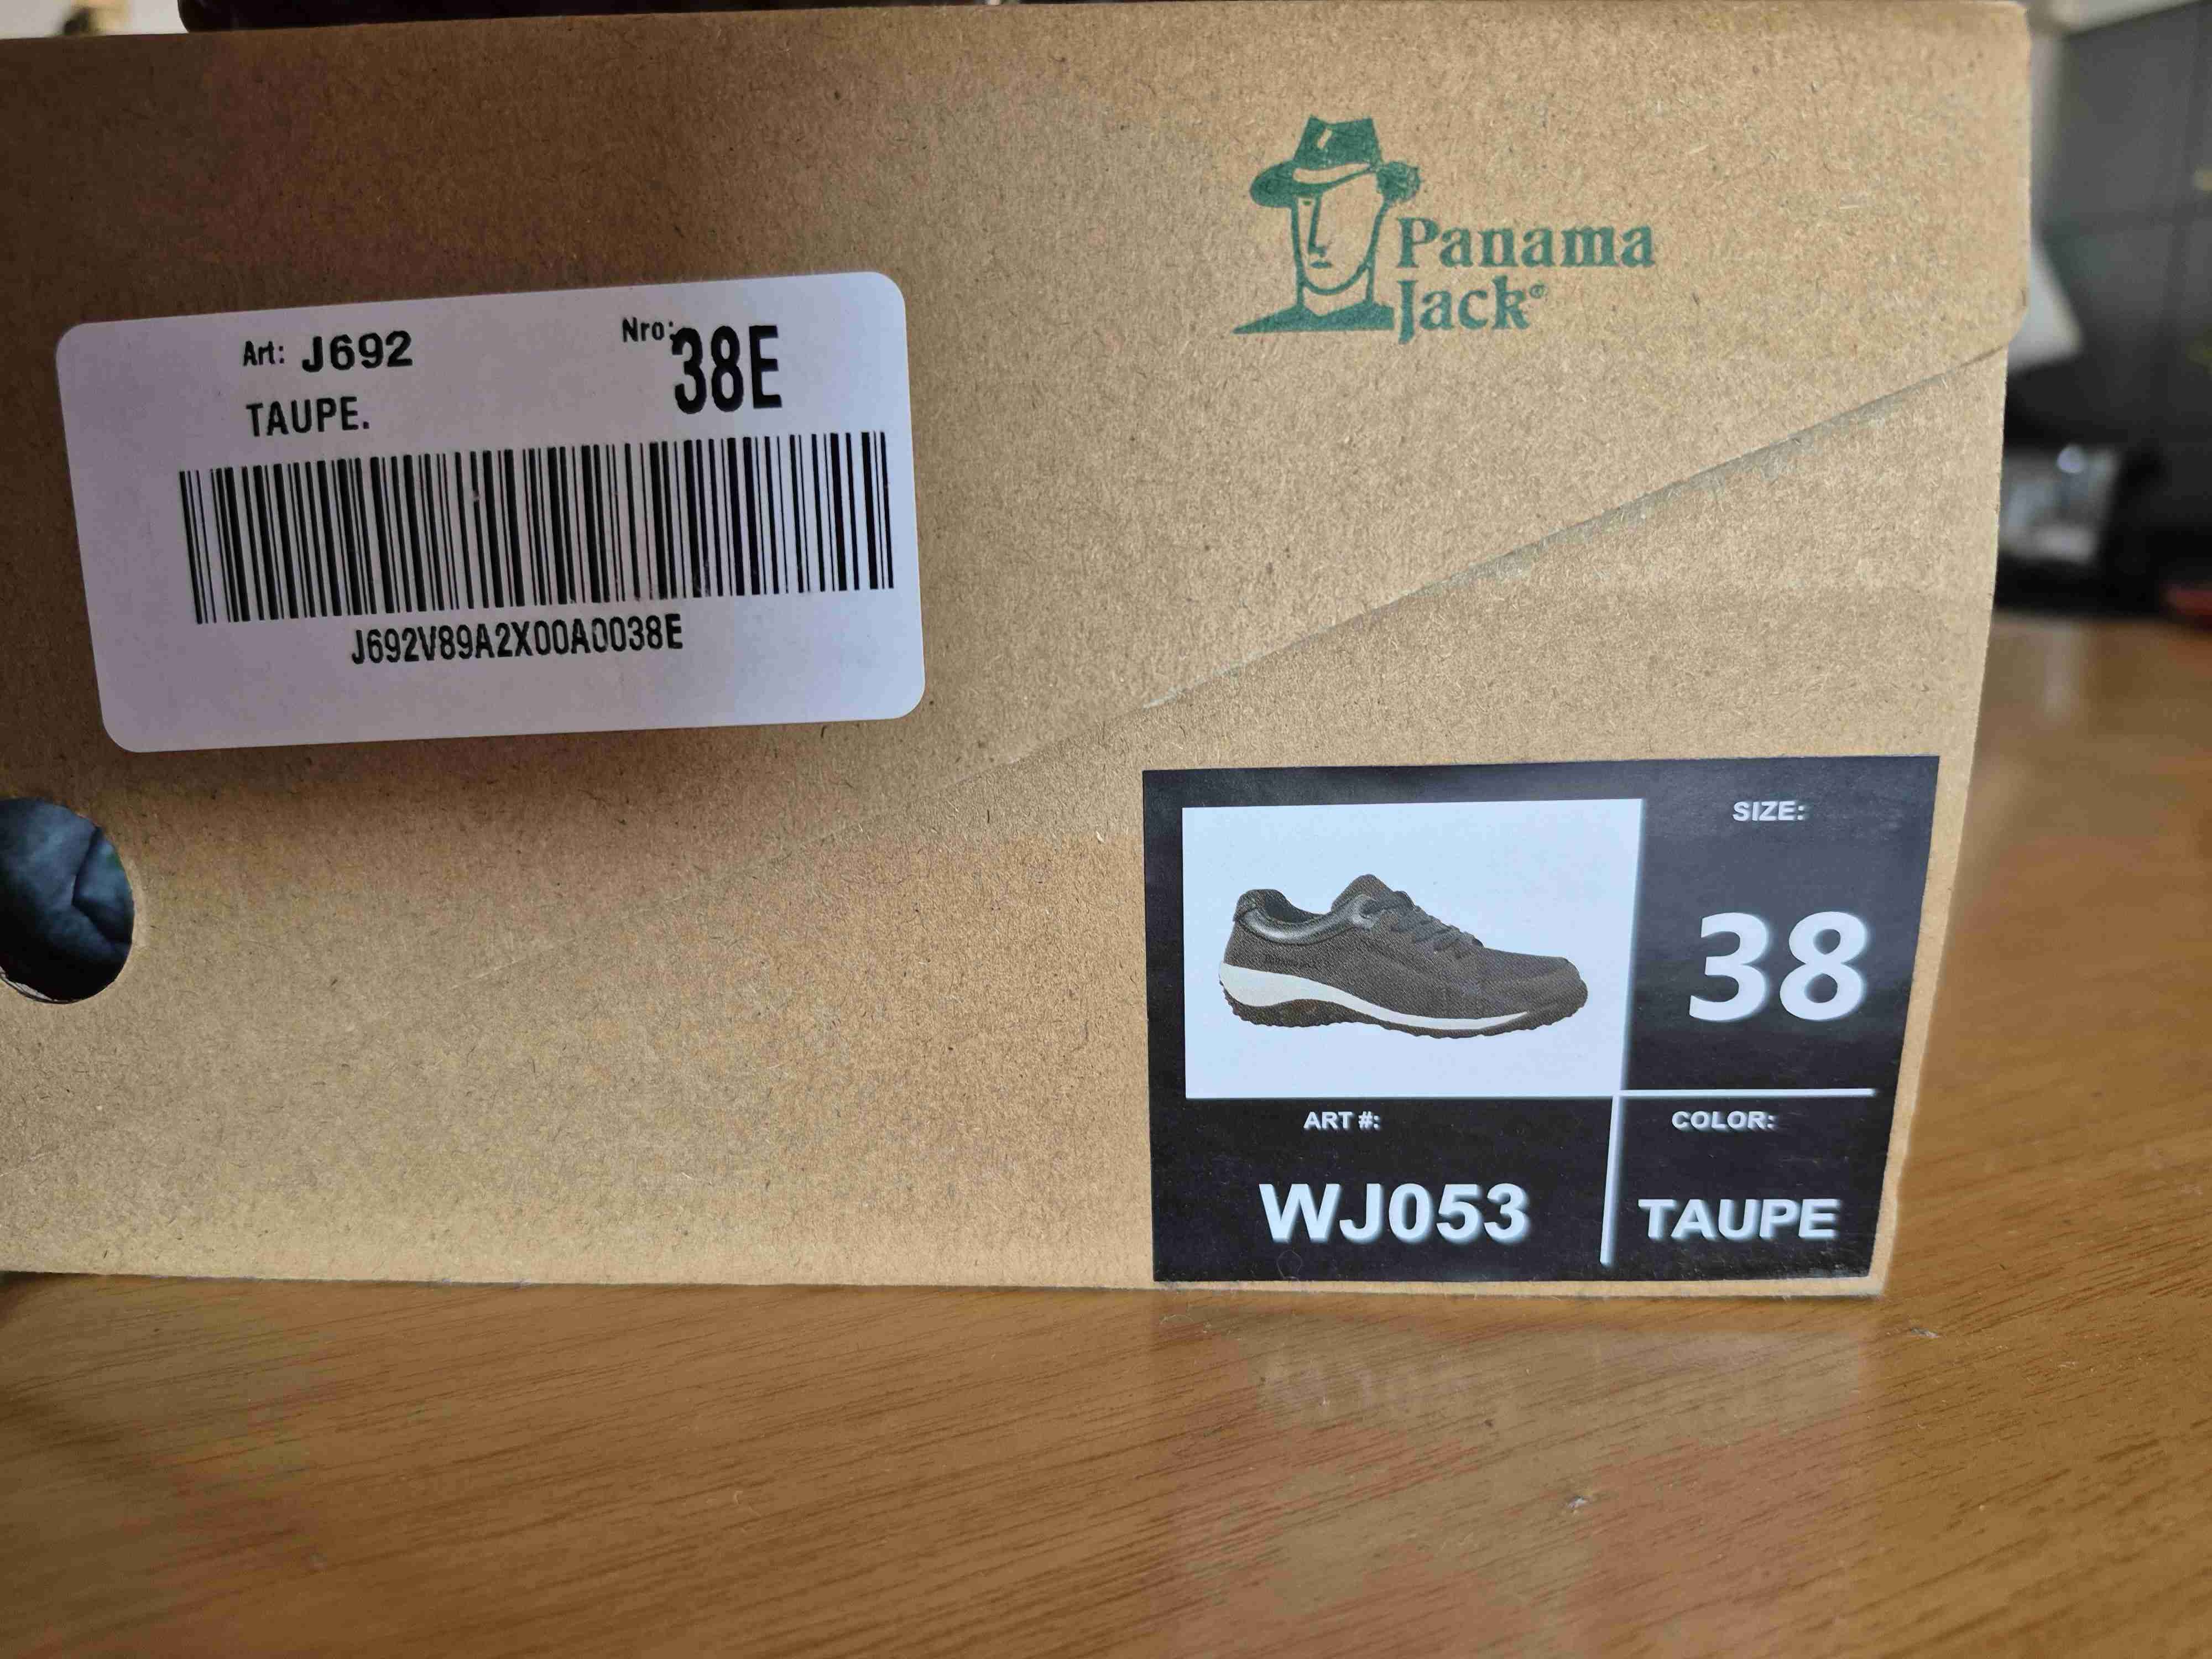 Panama
Jack®
Art: J692
Nro: 38E
TAUPE.
J692V89A2X00A0038E
SIZE:
38
ART #:
WJ053
COLOR:
TAUPE